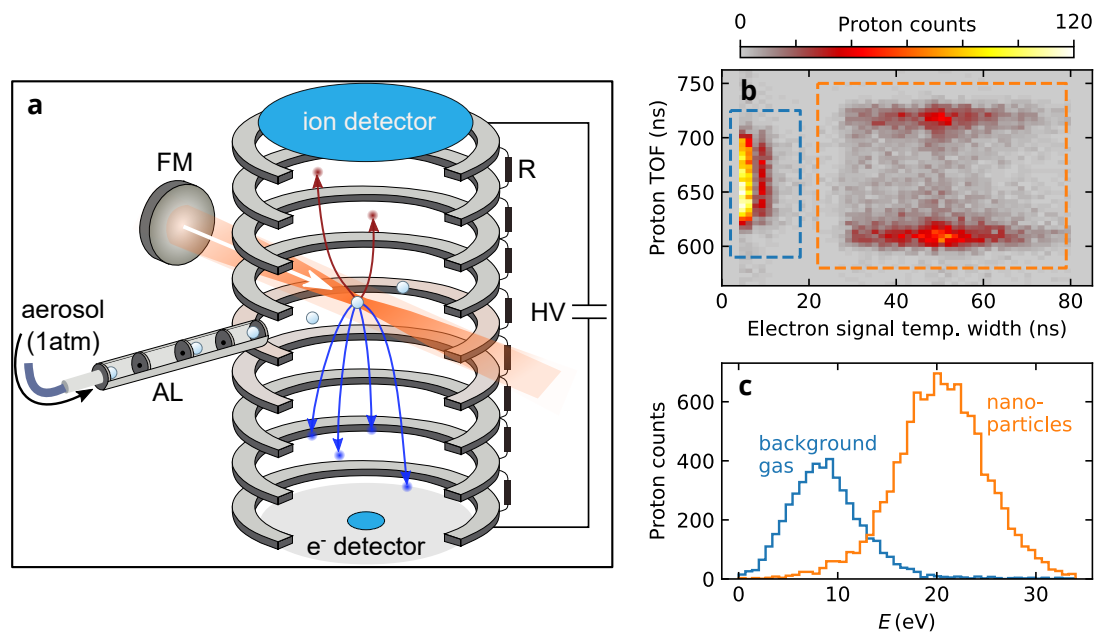 a
ion detector
FM
R
HV
aerosol
(1atm)
AL
e⁻ detector
0 Proton counts 120
b
Proton TOF (ns)
750
700
650
600
0 20 40 60 80
Electron signal temp. width (ns)
c
Proton counts
600
400
200
0
background
gas
nano-
particles
0 10 20 30
E (eV)